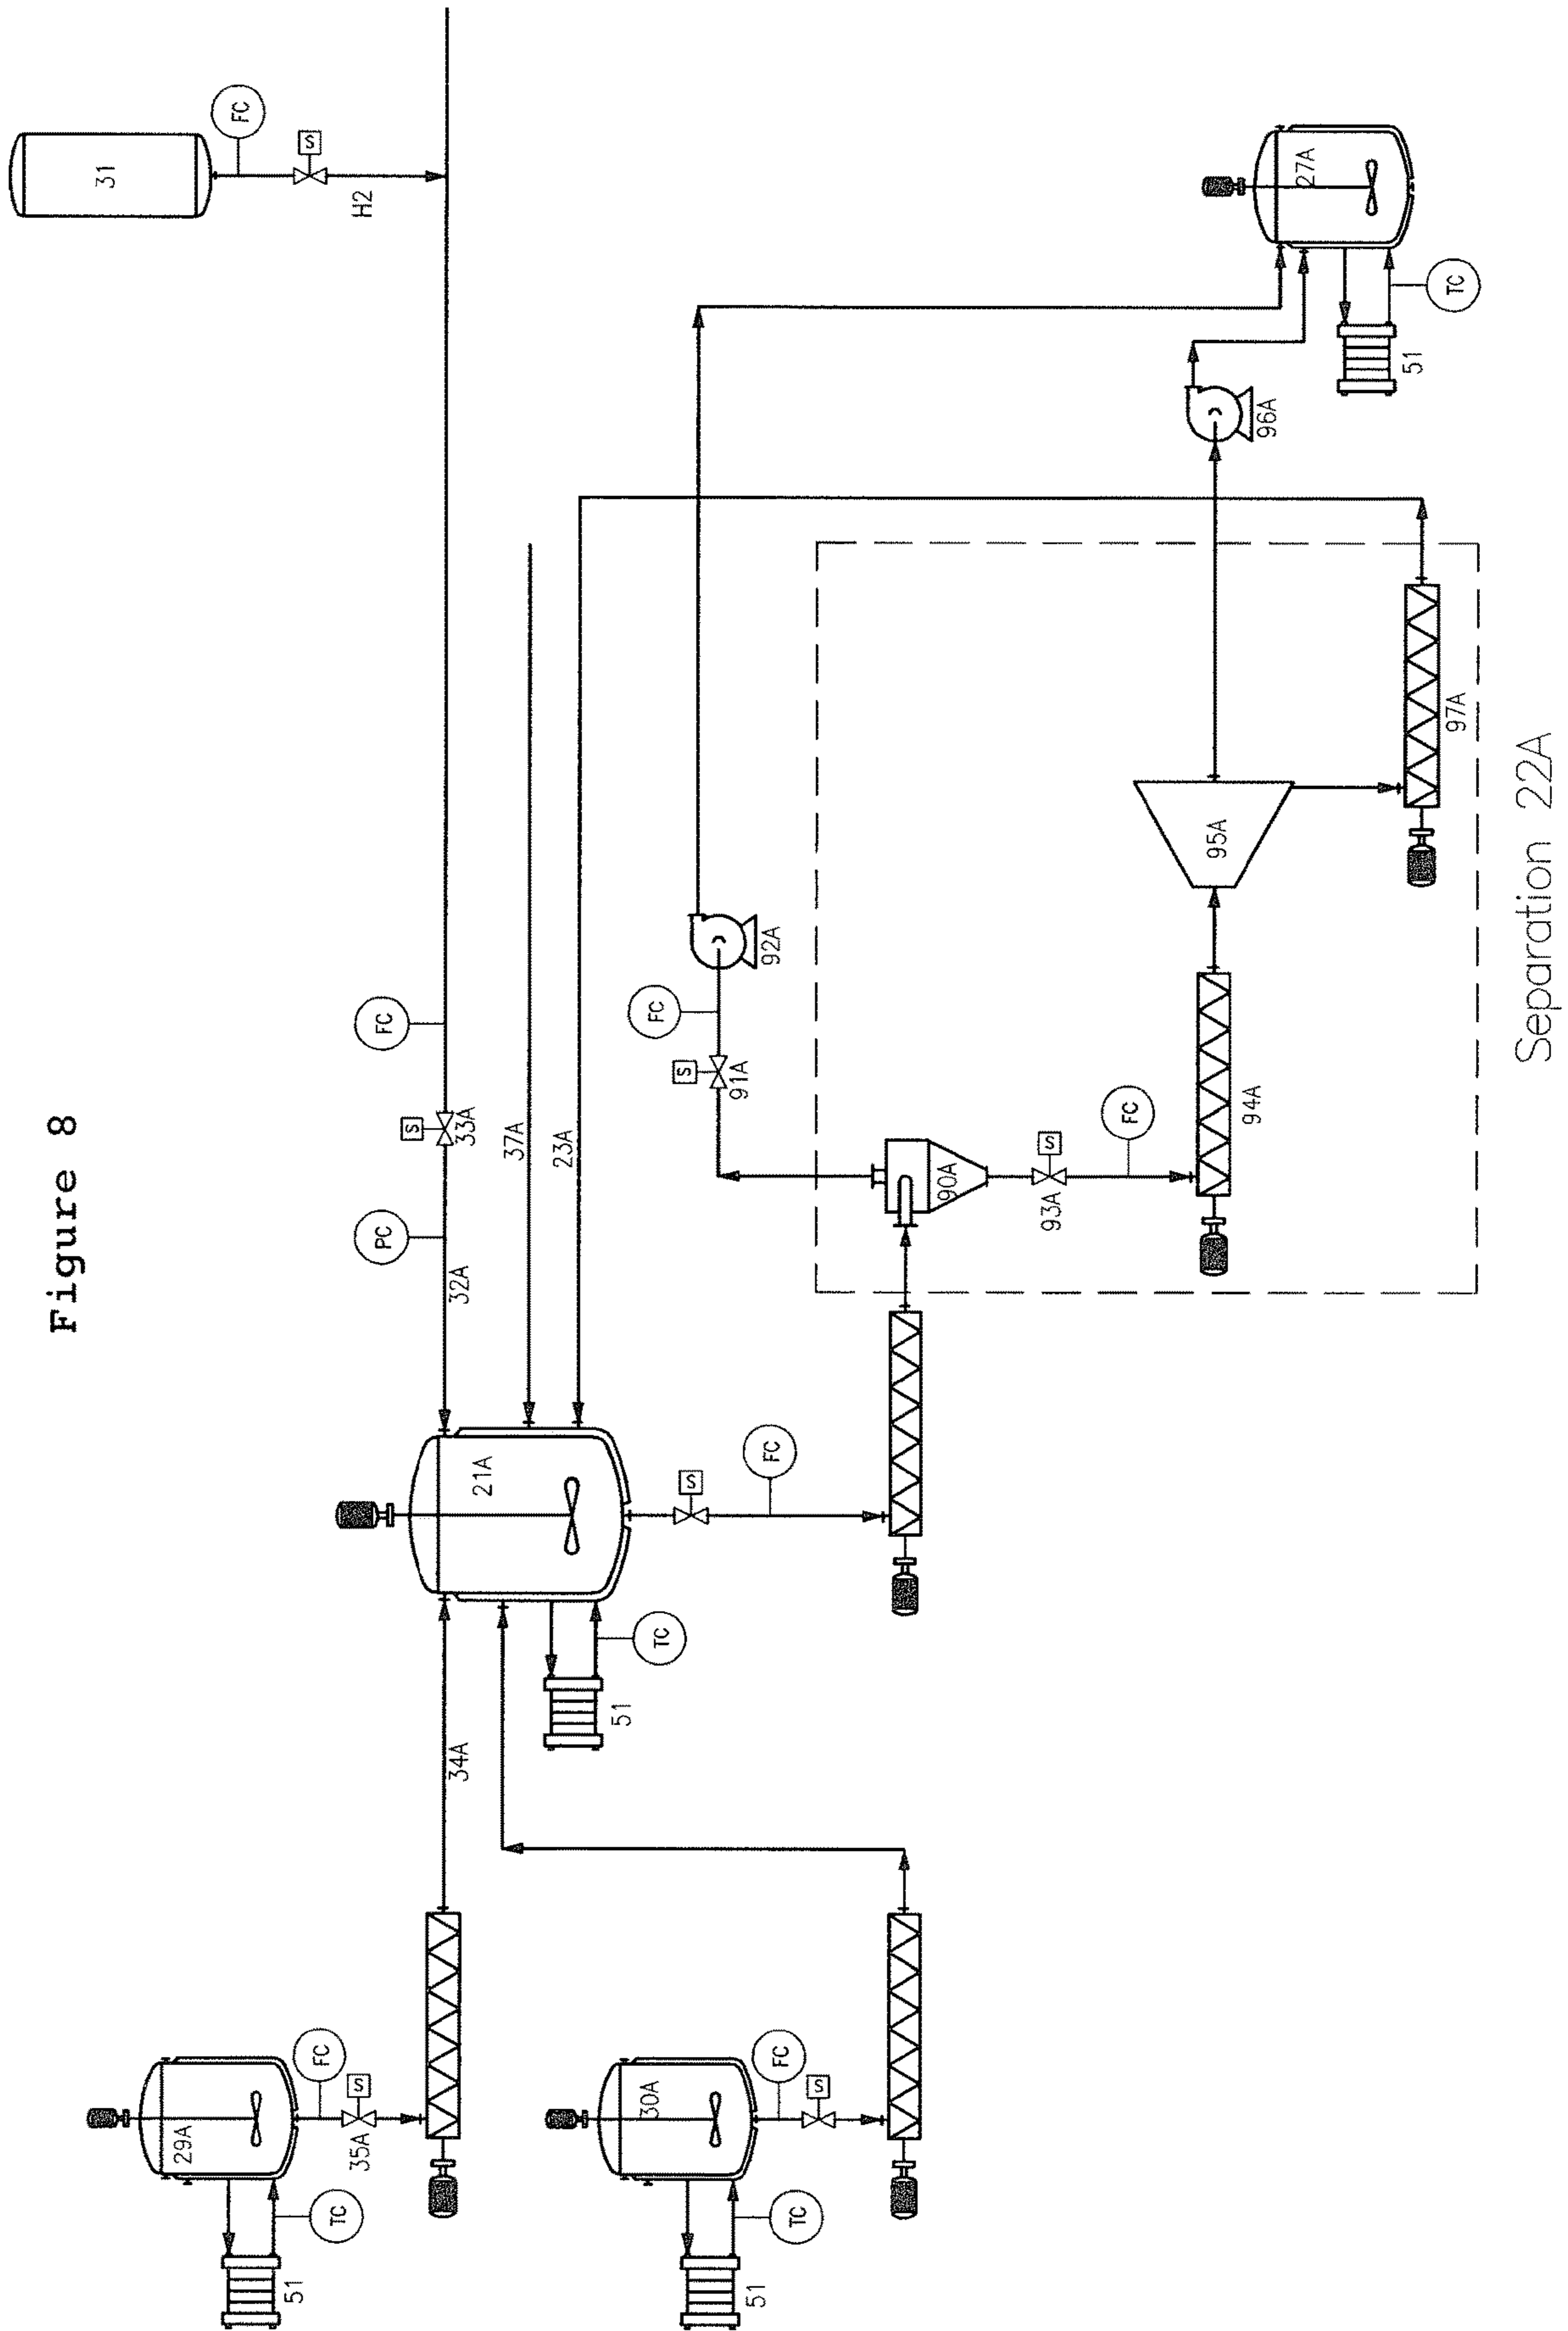 Figure 8
31
FC
S
H2
FC
S
33A
PC
32A
37A
23A
21A
34A
51
TC
S
FC
29A
FC
S
35A
TC
51
30A
FC
S
TC
51
FC
S
91A
92A
90A
S
93A
FC
94A
95A
96A
97A
27A
51
TC
Separation 22A